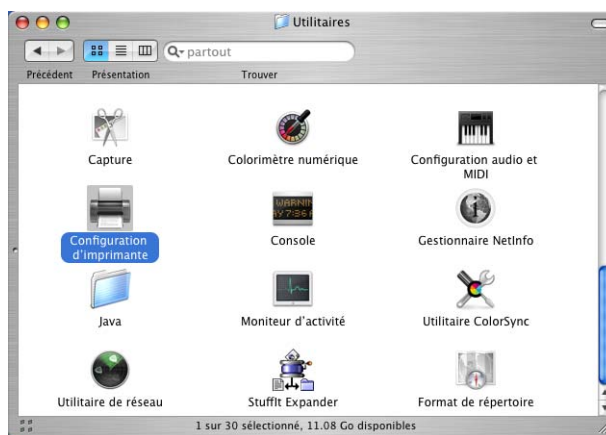 Utilitaires
partout
Précédent Présentation Trouver
Capture Colorimètre numérique Configuration audio et
MIDI
WARNIN
Configuration
d'imprimante Console Gestionnaire NetInfo
Java Moniteur d'activité Utilitaire ColorSync
Utilitaire de réseau StuffIt Expander Format de répertoire
1 sur 30 sélectionné, 11.08 Go disponibles